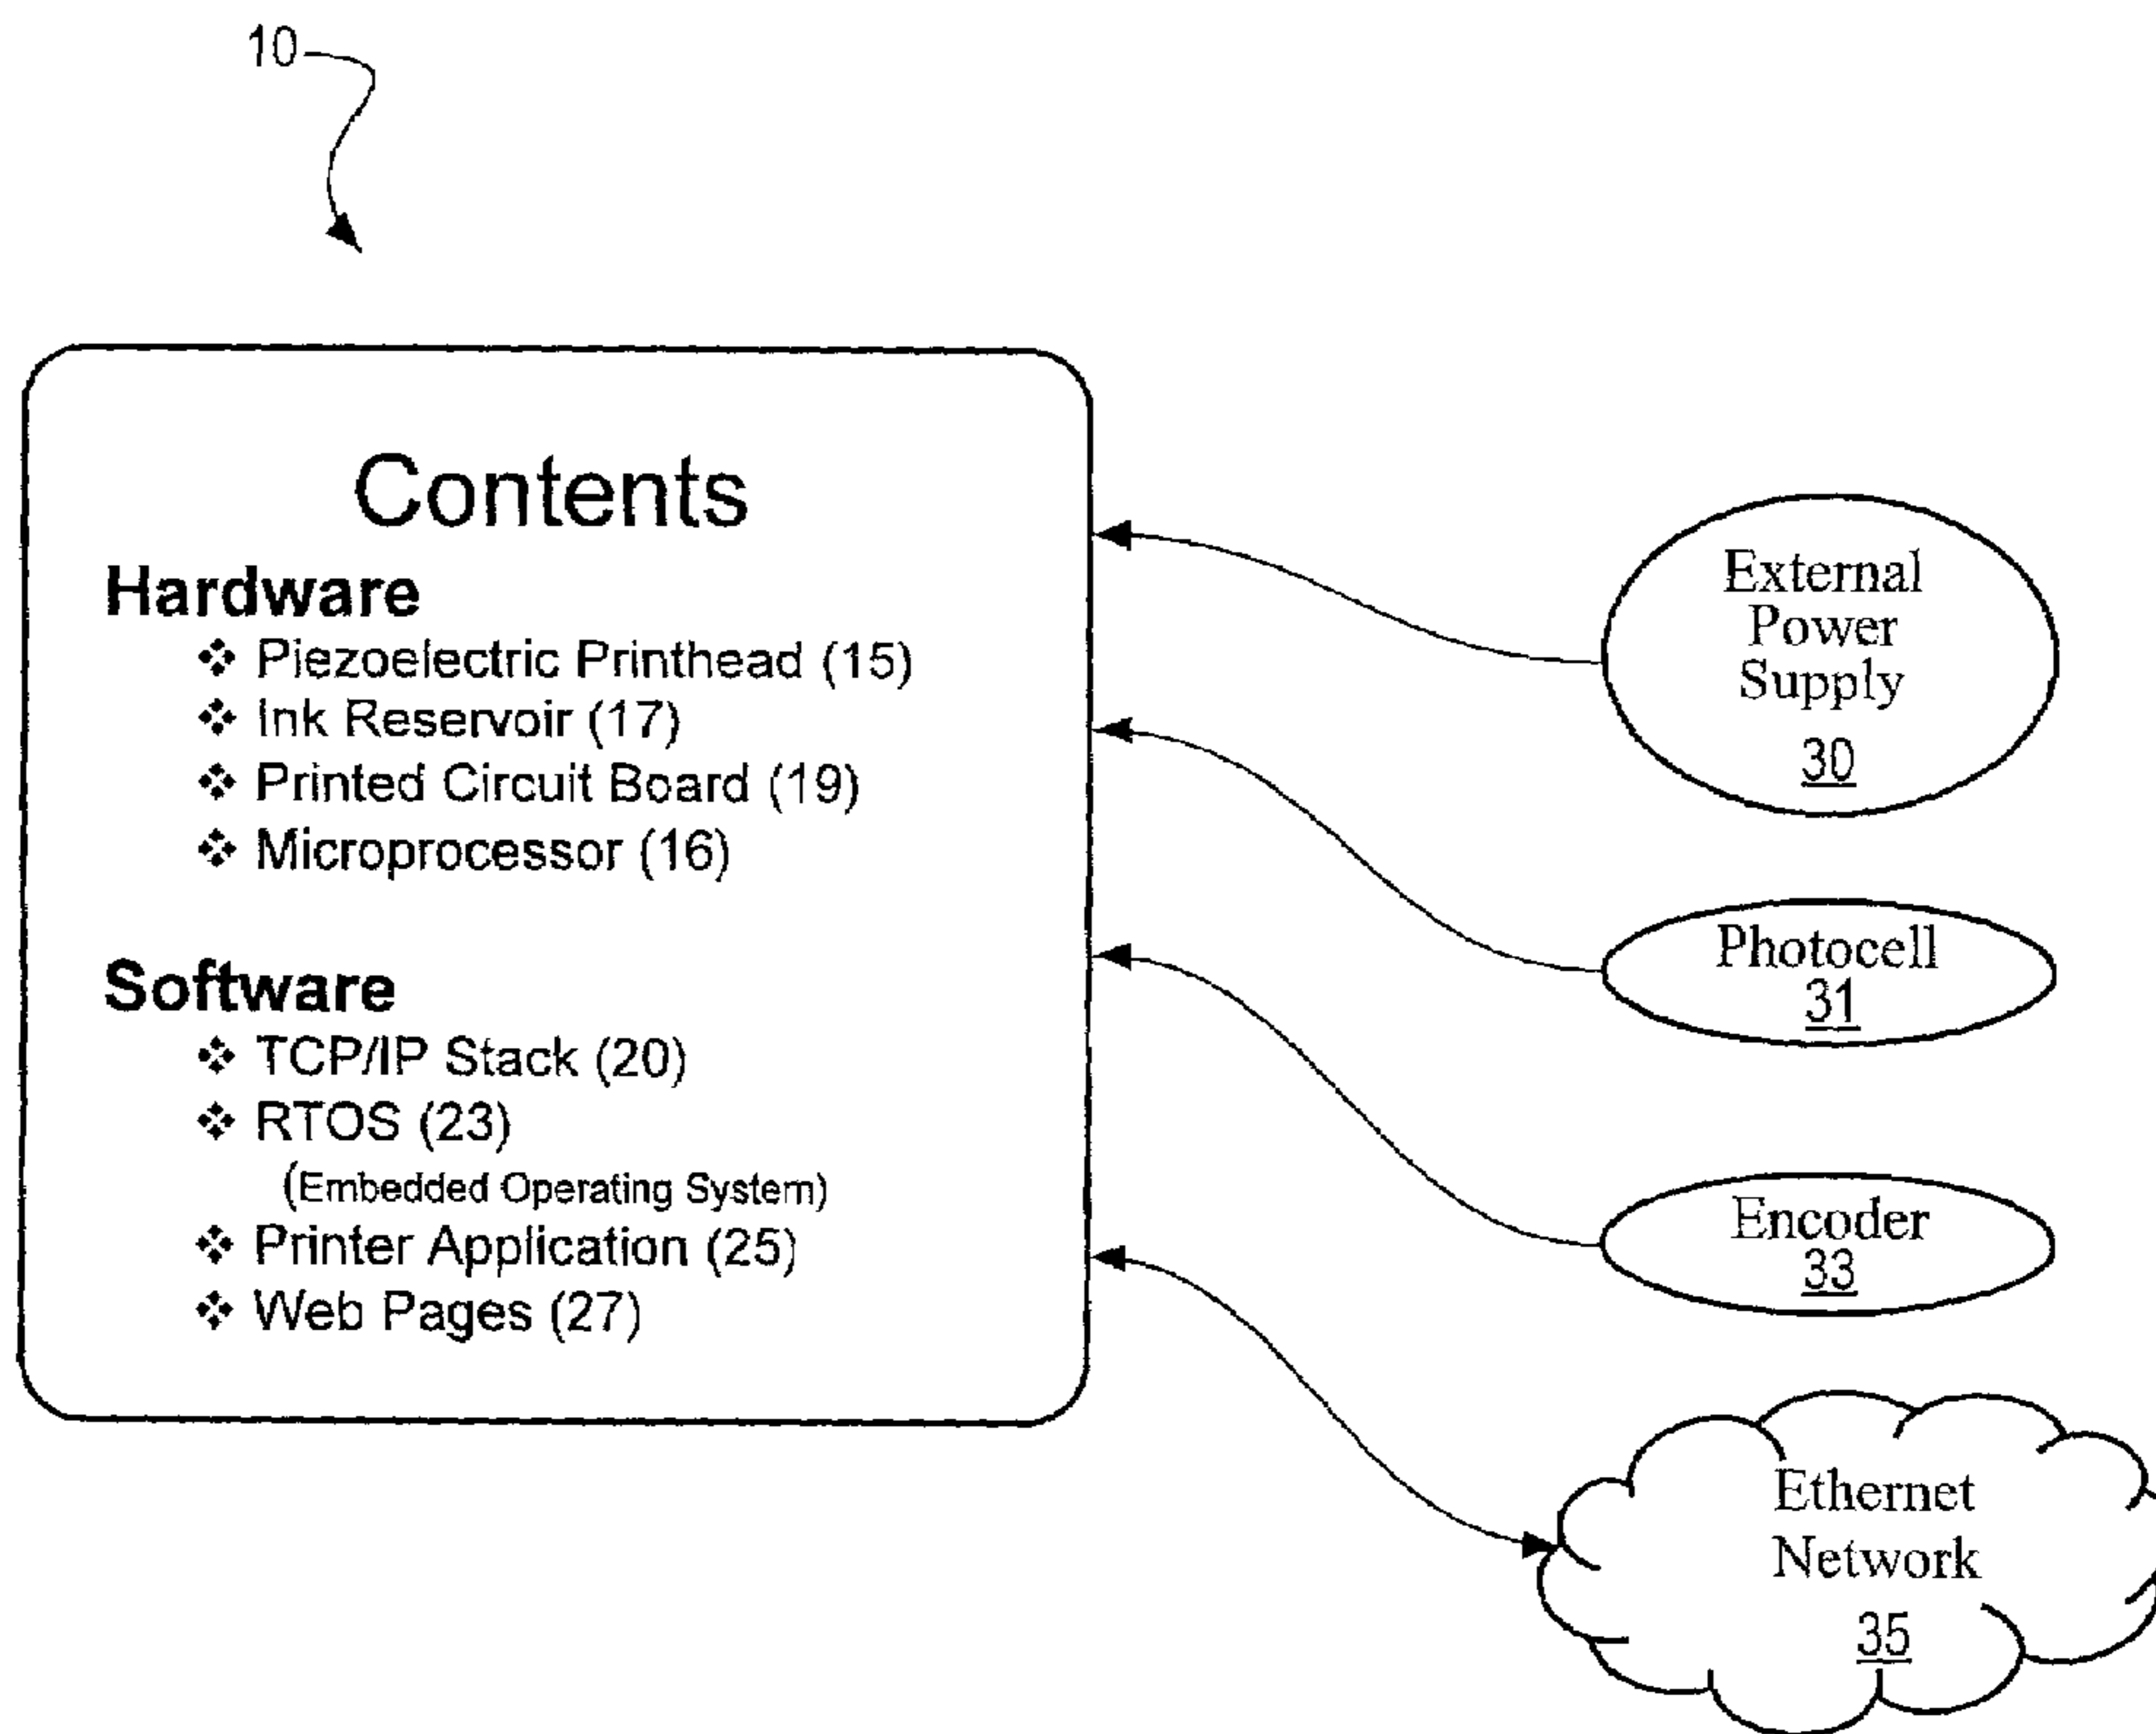 10
Contents
Hardware
❖ Piezoelectric Printhead (15)
❖ Ink Reservoir (17)
❖ Printed Circuit Board (19)
❖ Microprocessor (16)
Software
❖ TCP/IP Stack (20)
❖ RTOS (23)
(Embedded Operating System)
❖ Printer Application (25)
❖ Web Pages (27)
External
Power
Supply
30
Photocell
31
Encoder
33
Ethernet
Network
35